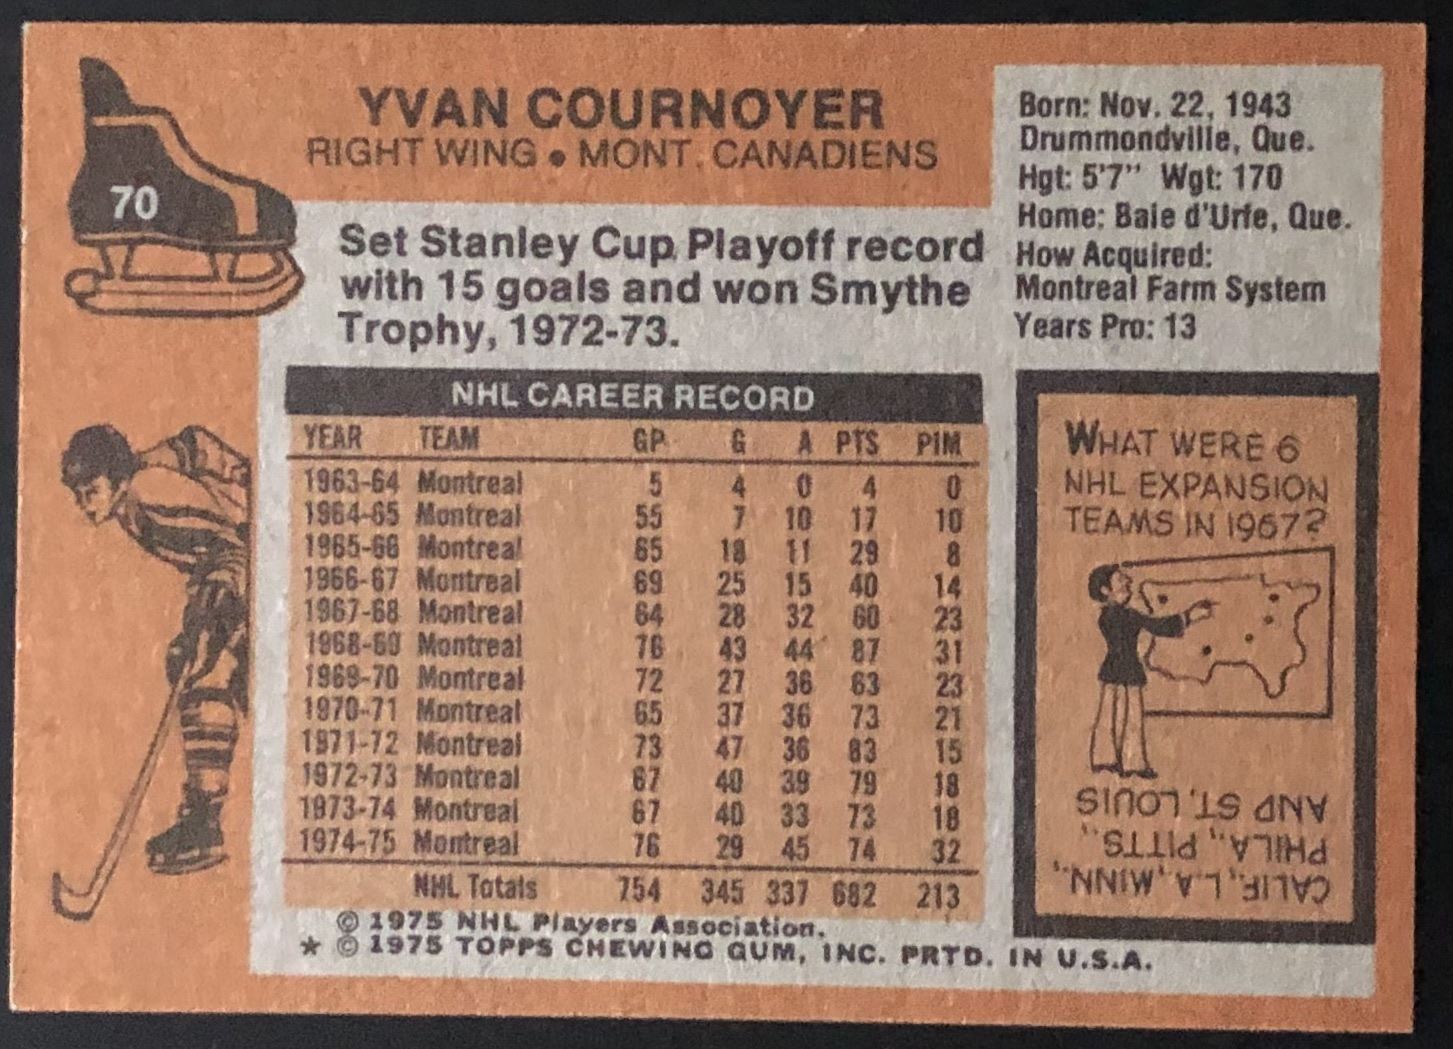 70
YVAN COURNOYER
RIGHT WING • MONT. CANADIENS
Born: Nov. 22, 1943
Drummondville, Que.
Hgt: 5'7" Wgt: 170
Home: Baie d'Urfe, Que.
How Acquired:
Montreal Farm System
Years Pro: 13
Set Stanley Cup Playoff record
with 15 goals and won Smythe
Trophy, 1972-73.
NHL CAREER RECORD
YEAR TEAM GP G A PTS PIM
1963-64 Montreal 5 4 0 4 0
1964-65 Montreal 55 7 10 17 10
1965-66 Montreal 65 18 11 29 8
1966-67 Montreal 69 25 15 40 14
1967-68 Montreal 64 28 32 60 23
1968-69 Montreal 76 43 44 87 31
1969-70 Montreal 72 27 36 63 23
1970-71 Montreal 65 37 36 73 21
1971-72 Montreal 73 47 36 83 15
1972-73 Montreal 67 40 39 79 18
1973-74 Montreal 67 40 33 73 18
1974-75 Montreal 76 29 45 74 32
NHL Totals 754 345 337 682 213
© 1975 NHL Players Association.
* © 1975 TOPPS CHEWING GUM, INC. PRTD. IN U.S.A.
WHAT WERE 6
NHL EXPANSION
TEAMS IN 1967?
CALIF., L.A., MINN.,
PHILA., PITTS.,
AND ST. LOUIS